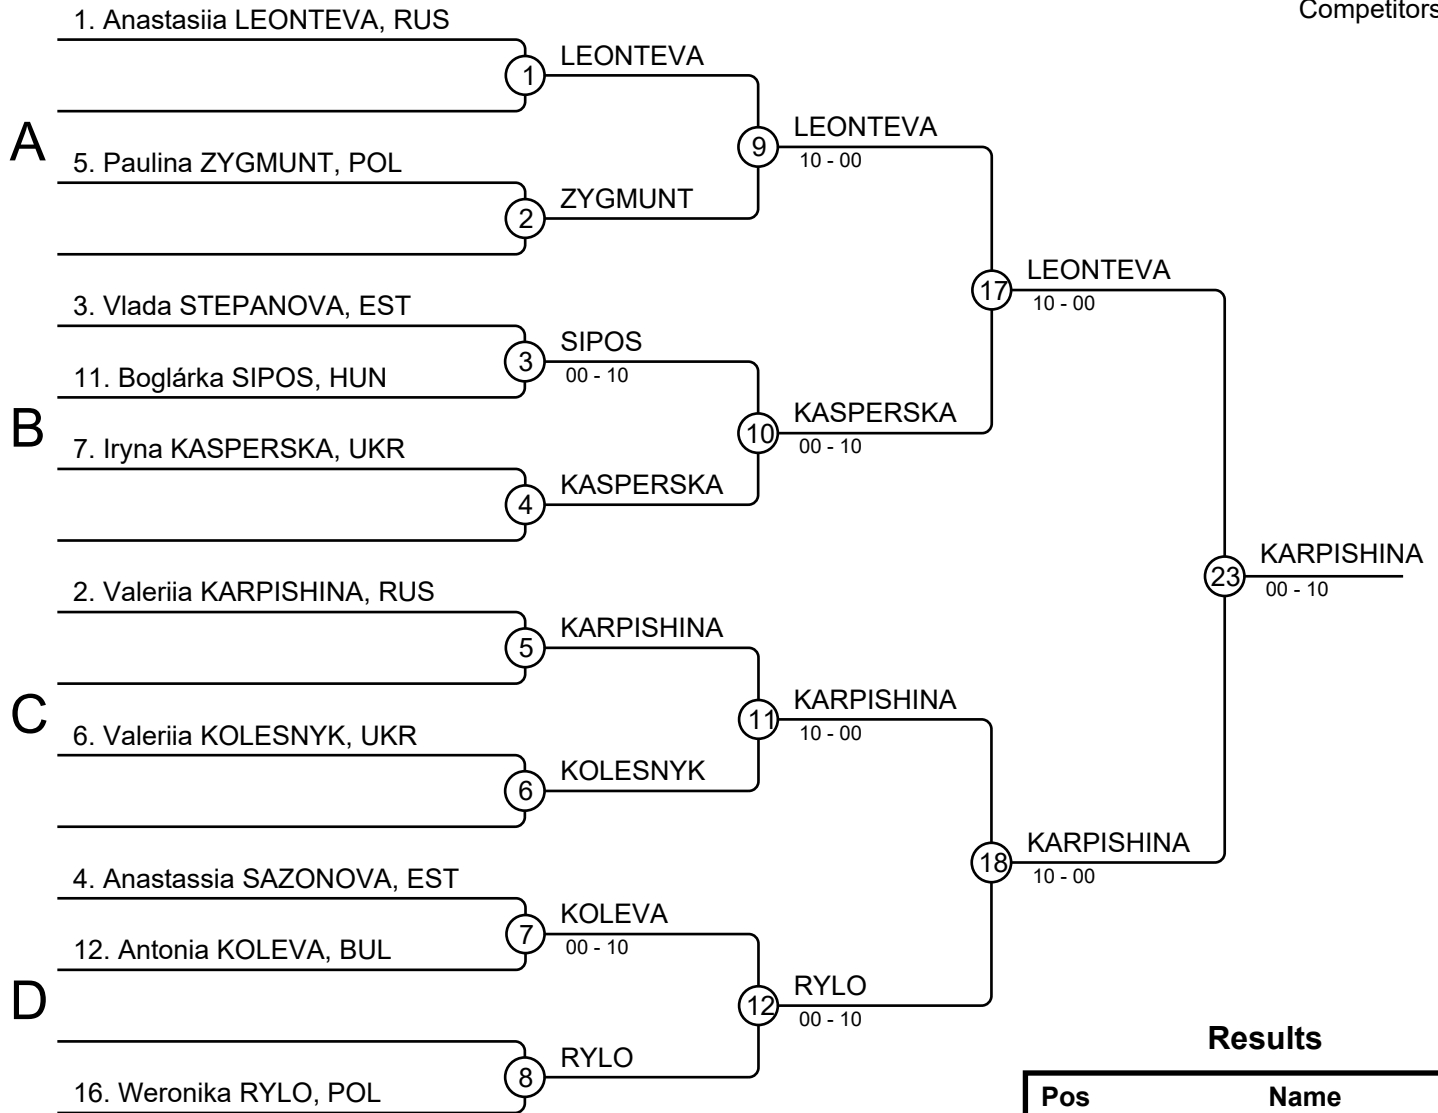 Competitors
1. Anastasiia LEONTEVA, RUS
1
LEONTEVA
A
9
LEONTEVA
10 - 00
5. Paulina ZYGMUNT, POL
2
ZYGMUNT
17
LEONTEVA
10 - 00
3. Vlada STEPANOVA, EST
3
SIPOS
00 - 10
11. Boglárka SIPOS, HUN
B
10
KASPERSKA
00 - 10
7. Iryna KASPERSKA, UKR
4
KASPERSKA
23
KARPISHINA
00 - 10
2. Valeriia KARPISHINA, RUS
5
KARPISHINA
C
11
KARPISHINA
10 - 00
6. Valeriia KOLESNYK, UKR
6
KOLESNYK
18
KARPISHINA
10 - 00
4. Anastassia SAZONOVA, EST
7
KOLEVA
00 - 10
12. Antonia KOLEVA, BUL
D
12
RYLO
00 - 10
8
RYLO
16. Weronika RYLO, POL
Results
Pos Name